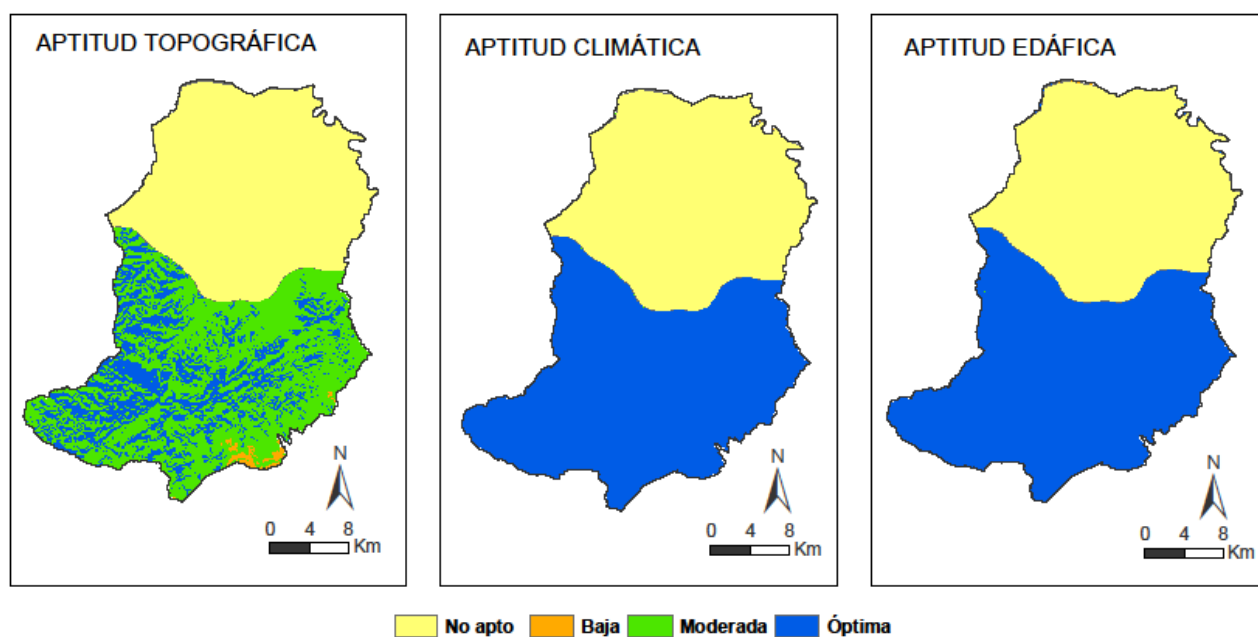 APTITUD TOPOGRÁFICA
N
0 4 8
Km
APTITUD CLIMÁTICA
N
0 4 8
Km
APTITUD EDÁFICA
N
0 4 8
Km
No apto Baja Moderada Óptima